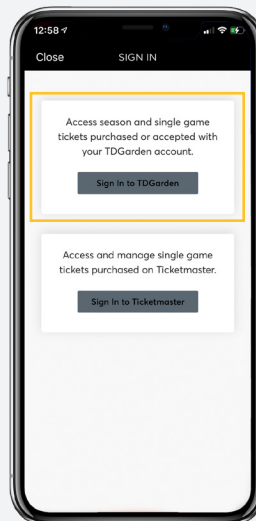 12:58
Close SIGN IN
Access season and single game
tickets purchased or accepted with
your TDGarden account.
Sign In to TDGarden
Access and manage single game
tickets purchased on Ticketmaster.
Sign In to Ticketmaster